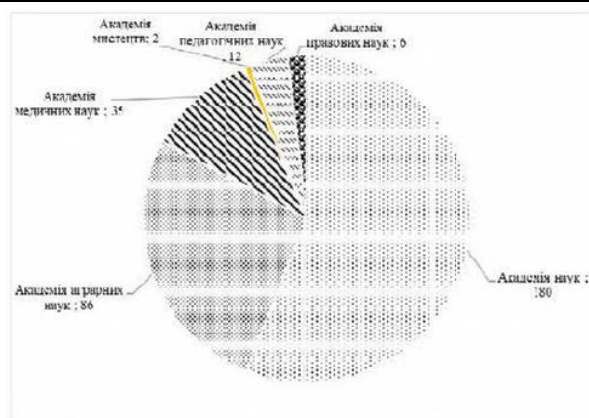 Академія
мистецтв; 2
Академія
педагогічних наук
; 12
Академія
правових наук ; 6
Академія
медичних наук ; 35
Академія аграрних
наук ; 86
Академія наук ;
180